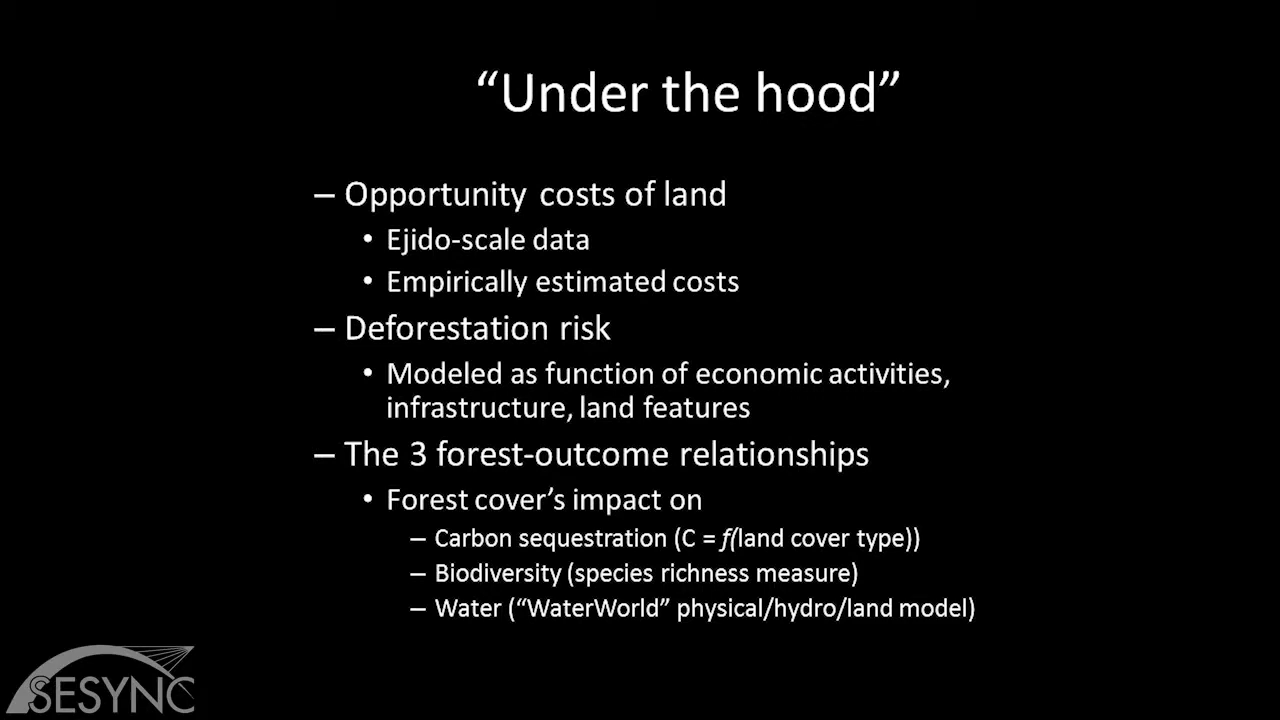 “Under the hood”
– Opportunity costs of land
• Ejido-scale data
• Empirically estimated costs
– Deforestation risk
• Modeled as function of economic activities,
infrastructure, land features
– The 3 forest-outcome relationships
• Forest cover’s impact on
– Carbon sequestration (C = f(land cover type))
– Biodiversity (species richness measure)
– Water (“WaterWorld” physical/hydro/land model)
SESYNC